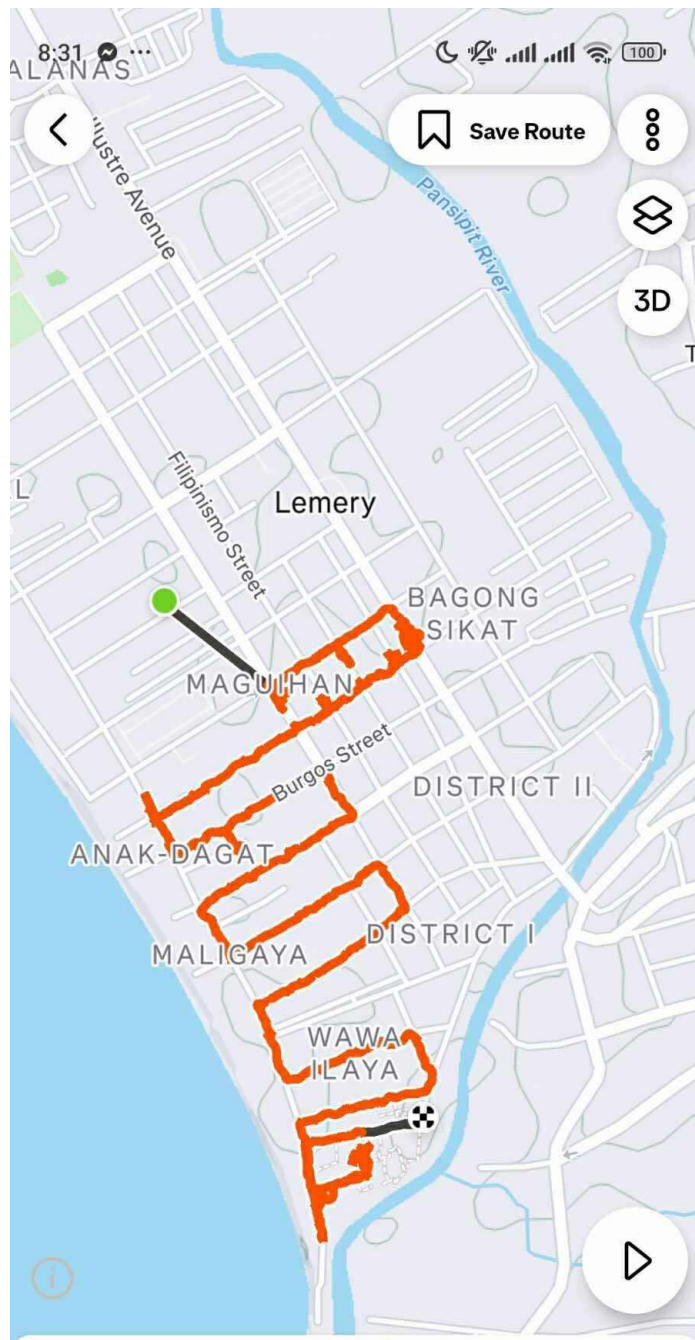 8:31
100
ALANAS
Save Route
Illustre Avenue
Pansipit River
3D
T
Filipinismo Street
L
Lemery
BAGONG
SIKAT
MAGUIHAN
Burgos Street
DISTRICT II
ANAK-DAGAT
DISTRICT I
MALIGAYA
WAWA
ILAYA